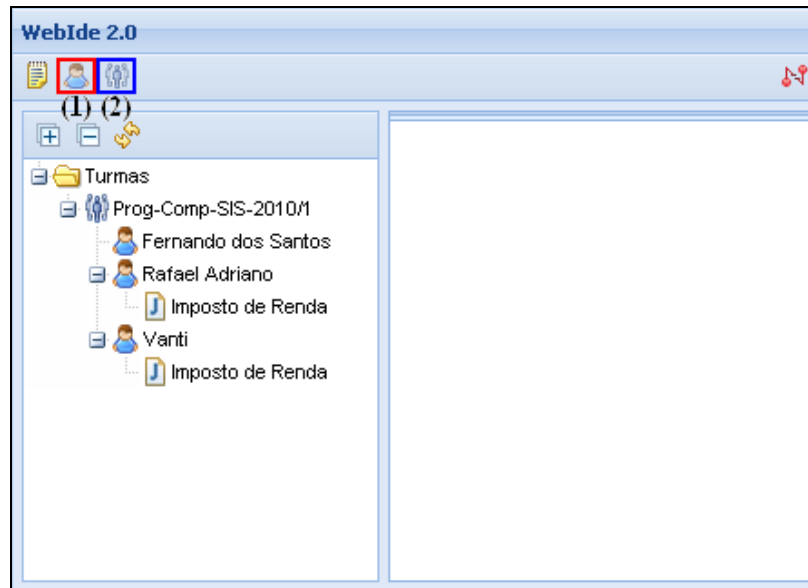 WebIde 2.0
(1) (2)
Turmas
Prog-Comp-SIS-2010/1
Fernando dos Santos
Rafael Adriano
J Imposto de Renda
Vanti
J Imposto de Renda